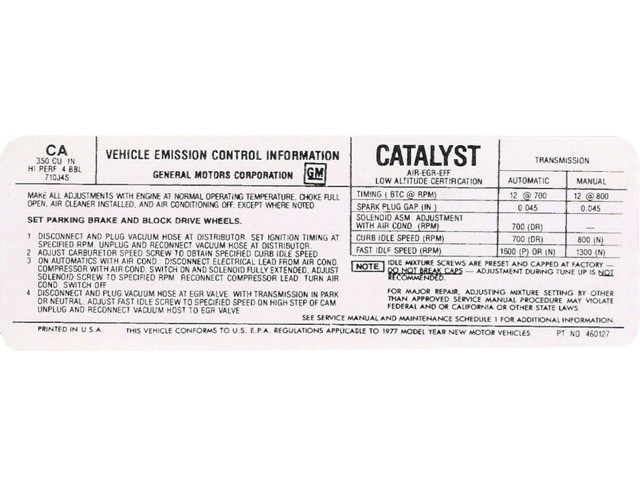 CA
350 CU IN
HI PERF 4 BBL
710J4S
VEHICLE EMISSION CONTROL INFORMATION
GENERAL MOTORS CORPORATION GM
CATALYST
AIR-EGR-EFF
LOW ALTITUDE CERTIFICATION
TRANSMISSION
AUTOMATIC MANUAL
TIMING ( BTC @ RPM) 12 @ 700 12 @ 800
SPARK PLUG GAP (IN ) 0.045 0.045
SOLENOID ASM. ADJUSTMENT
WITH AIR COND. (RPM) 700 (DR)
CURB IDLE SPEED (RPM) 700 (DR) 800 (N)
FAST IDLE SPEED (RPM) 1600 (P) OR (N) 1300 (N)
MAKE ALL ADJUSTMENTS WITH ENGINE AT NORMAL OPERATING TEMPERATURE, CHOKE FULL
OPEN, AIR CLEANER INSTALLED, AND AIR CONDITIONING OFF, EXCEPT WHERE NOTED
SET PARKING BRAKE AND BLOCK DRIVE WHEELS.
1 DISCONNECT AND PLUG VACUUM HOSE AT DISTRIBUTOR. SET IGNITION TIMING AT
SPECIFIED RPM. UNPLUG AND RECONNECT VACUUM HOSE AT DISTRIBUTOR.
2 ADJUST CARBURETOR SPEED SCREW TO OBTAIN SPECIFIED CURB IDLE SPEED
3 ON AUTOMATICS WITH AIR COND. DISCONNECT ELECTRICAL LEAD FROM AIR COND.
COMPRESSOR WITH AIR COND. SWITCH ON AND SOLENOID FULLY EXTENDED. ADJUST
SOLENOID SCREW TO SPECIFIED RPM. RECONNECT COMPRESSOR LEAD. TURN AIR
COND. SWITCH OFF
4 DISCONNECT AND PLUG VACUUM HOSE AT EGR VALVE. WITH TRANSMISSION IN PARK
OR NEUTRAL, ADJUST FAST IDLE SCREW TO SPECIFIED SPEED ON HIGH STEP OF CAM
UNPLUG AND RECONNECT VACUUM HOST TO EGR VALVE
NOTE IDLE MIXTURE SCREWS ARE PRESET AND CAPPED AT FACTORY —
DO NOT BREAK CAPS — ADJUSTMENT DURING TUNE UP IS NOT
RECOMMENDED.
FOR MAJOR REPAIR, ADJUSTING MIXTURE SETTING BY OTHER
THAN APPROVED SERVICE MANUAL PROCEDURE MAY VIOLATE
FEDERAL AND OR CALIFORNIA OR OTHER STATE LAWS.
SEE SERVICE MANUAL AND MAINTENANCE SCHEDULE 1 FOR ADDITIONAL INFORMATION
PRINTED IN U.S.A. THIS VEHICLE CONFORMS TO U.S. E.P.A. REGULATIONS APPLICABLE TO 1977 MODEL YEAR NEW MOTOR VEHICLES PT NO 460127